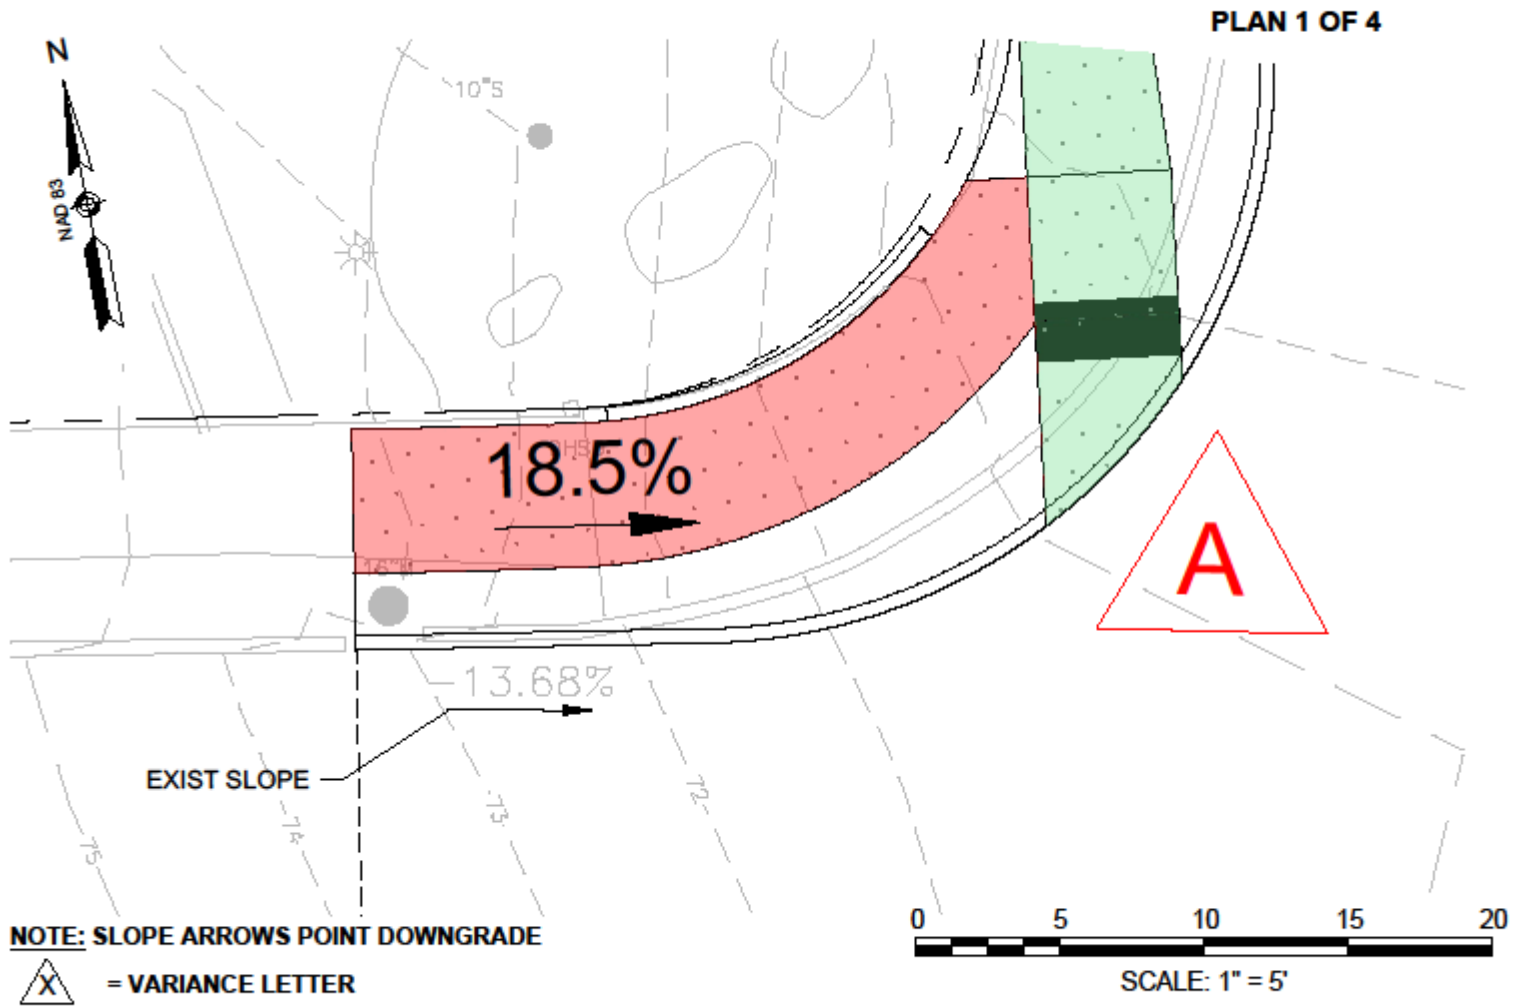 PLAN 1 OF 4
N
NAD 83
10"S
18.5%
A
13.68%
EXIST SLOPE
75
74
73
72
NOTE: SLOPE ARROWS POINT DOWNGRADE
X = VARIANCE LETTER
0 5 10 15 20
SCALE: 1" = 5'